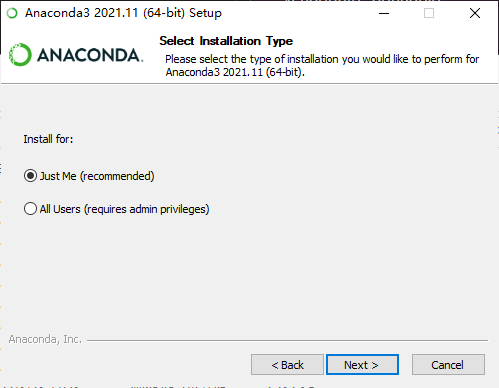 Anaconda3 2021.11 (64-bit) Setup
ANACONDA.
Select Installation Type
Please select the type of installation you would like to perform for
Anaconda3 2021.11 (64-bit).
Install for:
Just Me (recommended)
All Users (requires admin privileges)
Anaconda, Inc.
< Back
Next >
Cancel